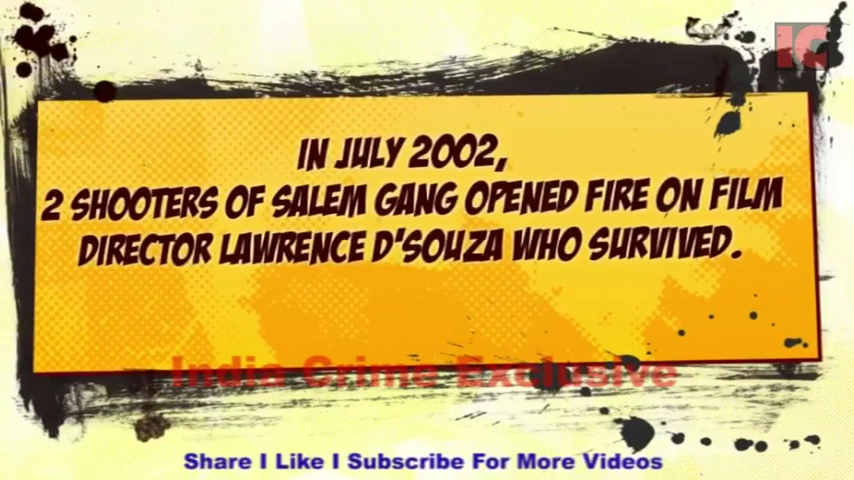 IC
IN JULY 2002,
2 SHOOTERS OF SALEM GANG OPENED FIRE ON FILM
DIRECTOR LAWRENCE D'SOUZA WHO SURVIVED.
India Crime Exclusive
Share I Like I Subscribe For More Videos